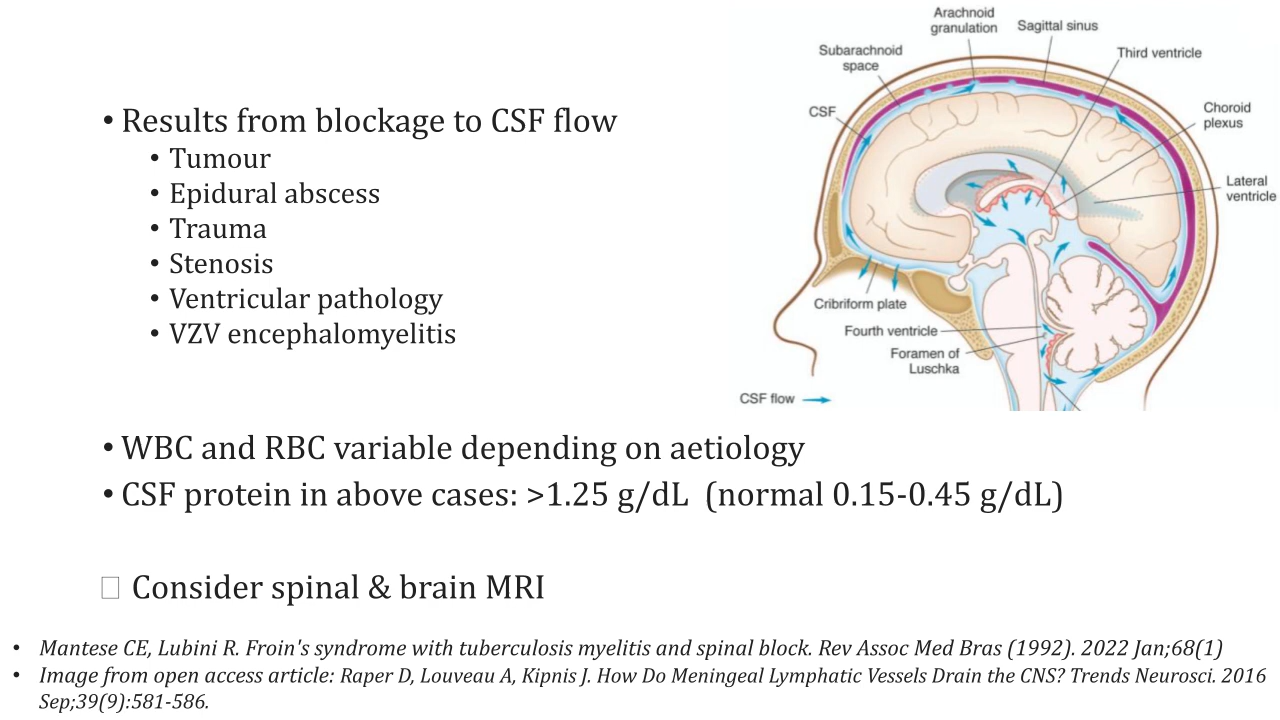 • Results from blockage to CSF flow
• Tumour
• Epidural abscess
• Trauma
• Stenosis
• Ventricular pathology
• VZV encephalomyelitis
Arachnoid
granulation
Sagittal sinus
Subarachnoid
space
Third ventricle
CSF
Choroid
plexus
Lateral
ventricle
Cribriform plate
Fourth ventricle
Foramen of
Luschka
CSF flow
• WBC and RBC variable depending on aetiology
• CSF protein in above cases: >1.25 g/dL (normal 0.15-0.45 g/dL)
□ Consider spinal & brain MRI
• Mantese CE, Lubini R. Froin's syndrome with tuberculosis myelitis and spinal block. Rev Assoc Med Bras (1992). 2022 Jan;68(1)
• Image from open access article: Raper D, Louveau A, Kipnis J. How Do Meningeal Lymphatic Vessels Drain the CNS? Trends Neurosci. 2016
Sep;39(9):581-586.